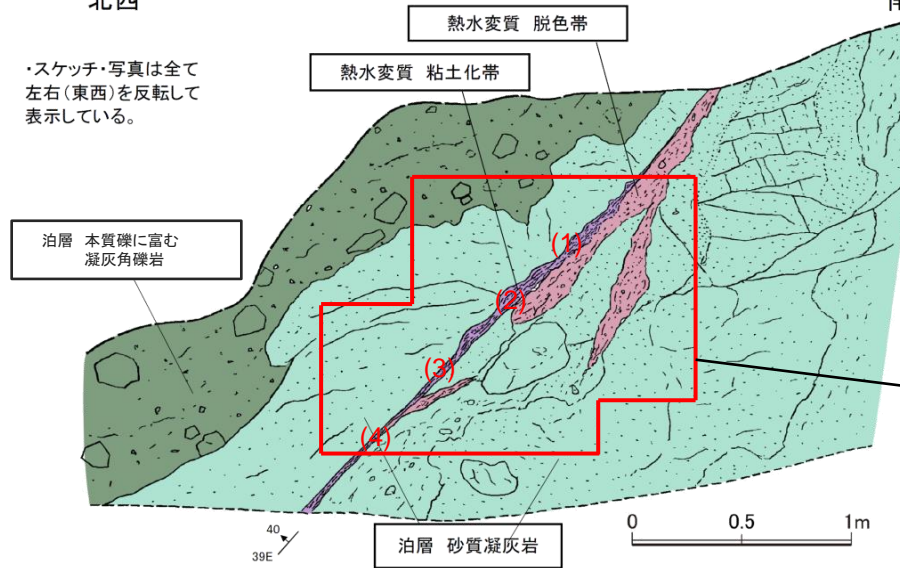 北西
熱水変質 脱色帯
・スケッチ・写真は全て
左右(東西)を反転して
表示している。
熱水変質 粘土化帯
泊層 本質礫に富む
凝灰角礫岩
(1)
(2)
(3)
(4)
40
39E
泊層 砂質凝灰岩
0 0.5 1m